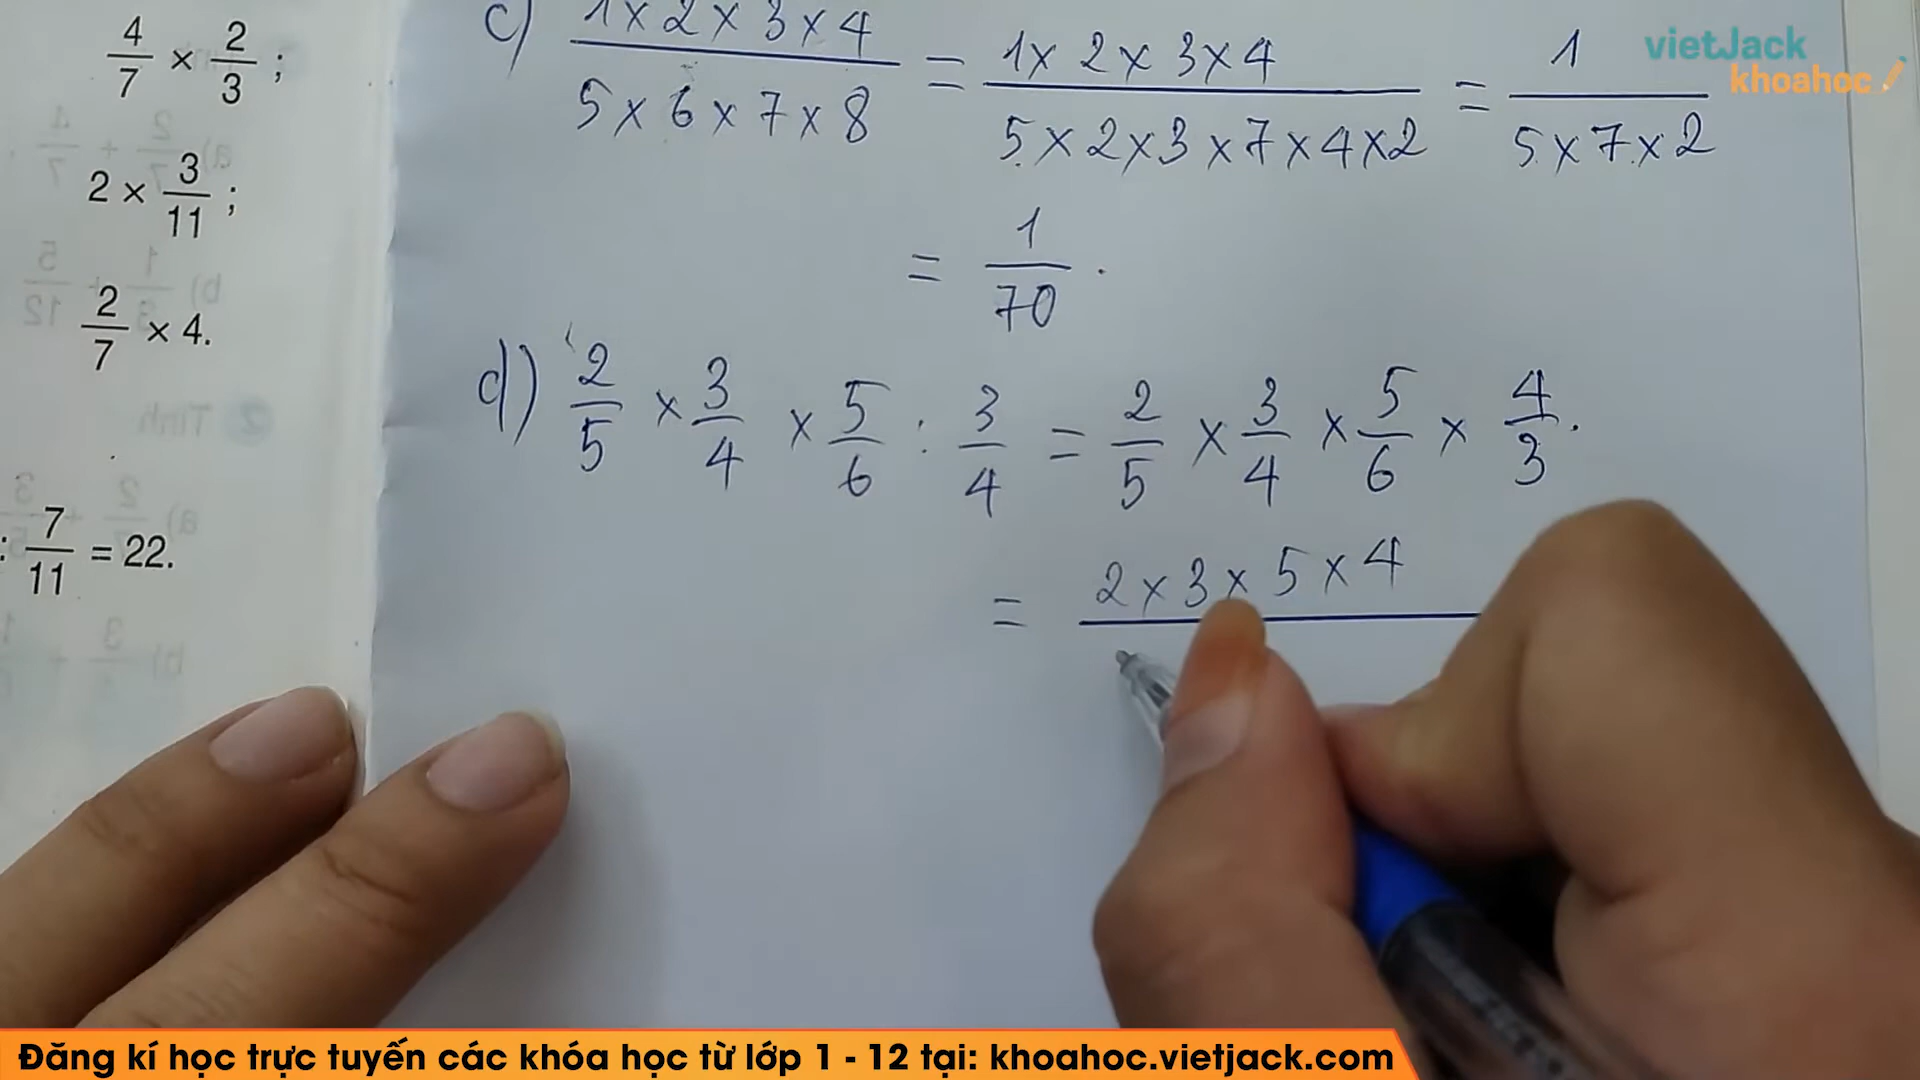 4/7 × 2/3 ;
2 × 3/11 ;
2/7 × 4.
: 7/11 = 22.
c) 1 x 2 x 3 x 4 / 5 x 6 x 7 x 8 = 1 x 2 x 3 x 4 / 5 x 2 x 3 x 7 x 4 x 2 = 1 / 5 x 7 x 2
= 1/70 .
d) 2/5 x 3/4 x 5/6 : 3/4 = 2/5 x 3/4 x 5/6 x 4/3 .
= 2 x 3 x 5 x 4
vietJack
khoahoc
Đăng kí học trực tuyến các khóa học từ lớp 1 - 12 tại: khoahoc.vietjack.com